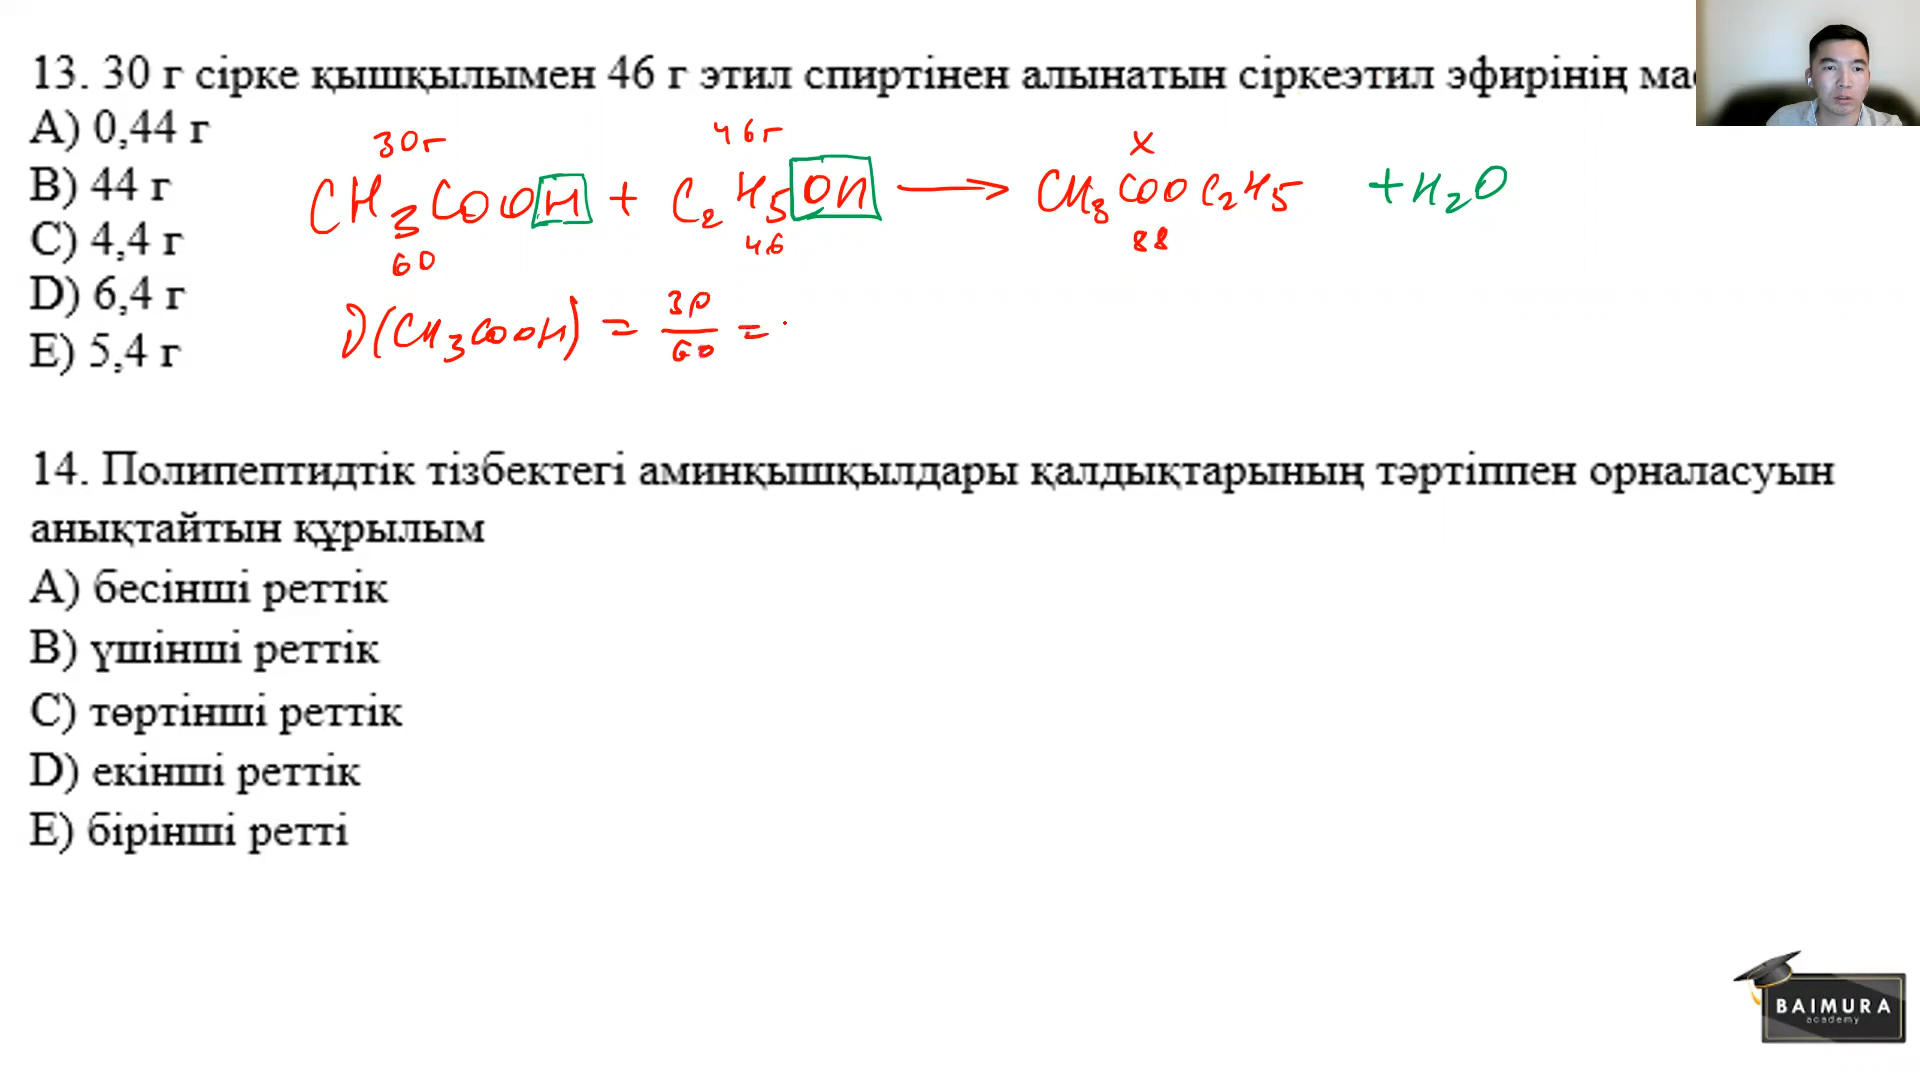 13. 30 г сірке қышқылымен 46 г этил спиртінен алынатын сіркеэтил эфирінің
A) 0,44 г
B) 44 г
C) 4,4 г
D) 6,4 г
E) 5,4 г
30г 46г x
CH₃COOH + C₂H₅OH → CH₃COOC₂H₅ + H₂O
60 46 88
ν(CH₃COOH) = 30/60 =
14. Полипептидтік тізбектегі аминқышқылдары қалдықтарының тәртіппен орналасуын
анықтайтын құрылым
A) бесінші реттік
B) үшінші реттік
C) төртінші реттік
D) екінші реттік
E) бірінші ретті
BAIMURA
academy